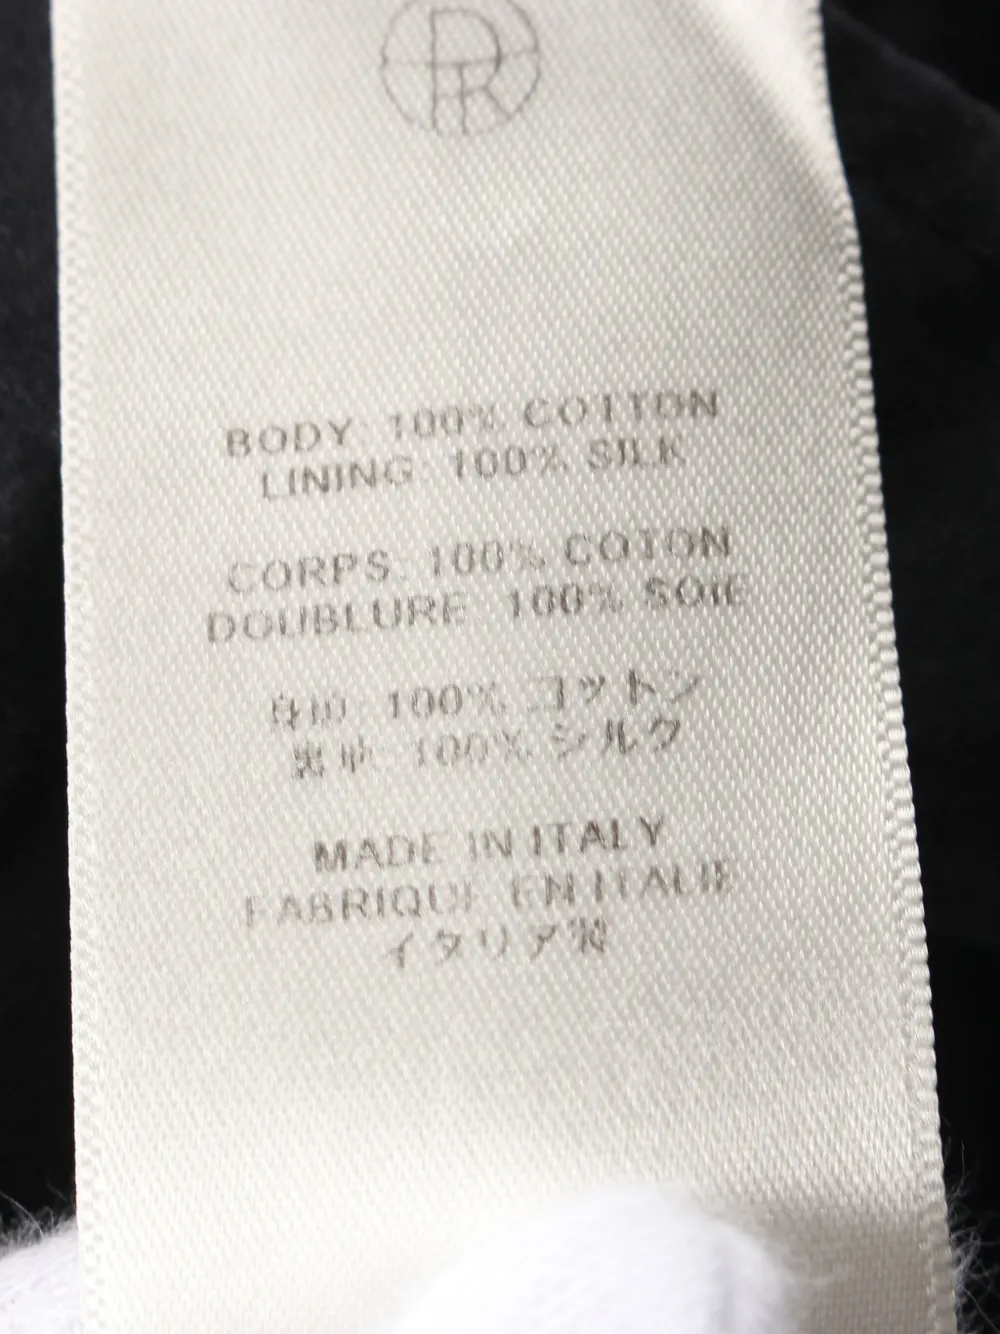 BODY: 100% COTTON
LINING: 100% SILK
CORPS: 100% COTON
DOUBLURE: 100% SOIE
身頃: 100% コットン
裏地: 100% シルク
MADE IN ITALY
FABRIQUE EN ITALIE
イタリア製